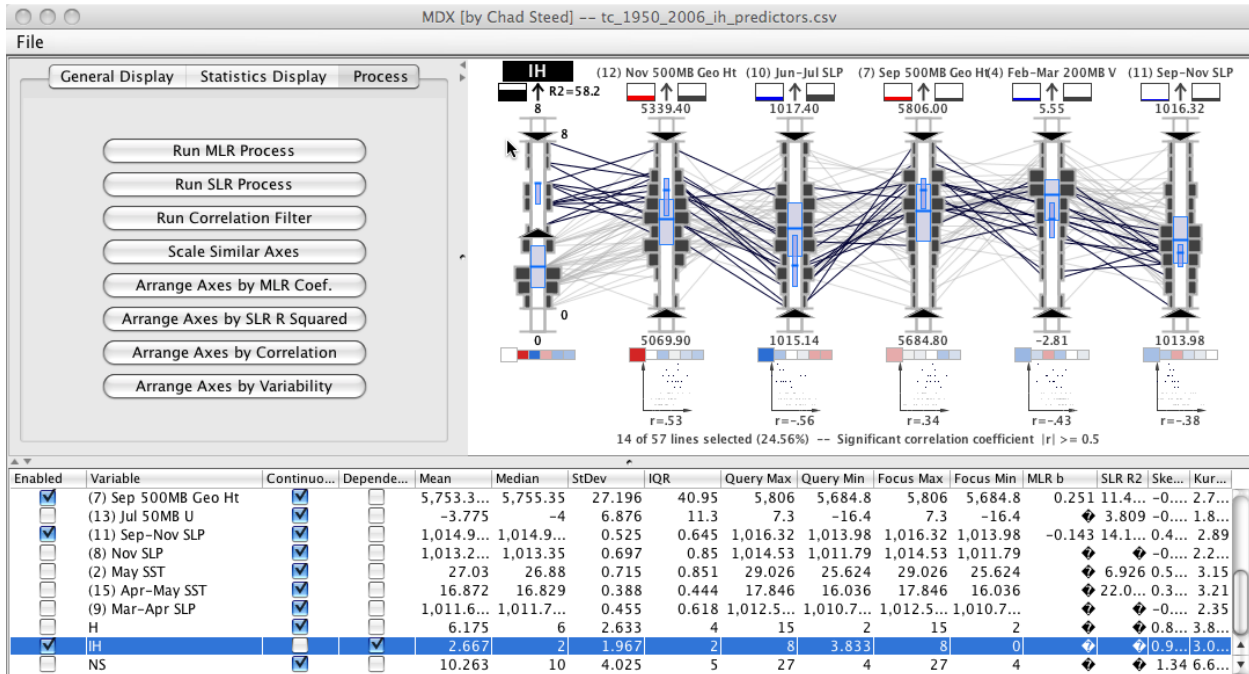 MDX [by Chad Steed] -- tc_1950_2006_ih_predictors.csv
File
General Display Statistics Display Process
Run MLR Process
Run SLR Process
Run Correlation Filter
Scale Similar Axes
Arrange Axes by MLR Coef.
Arrange Axes by SLR R Squared
Arrange Axes by Correlation
Arrange Axes by Variability
IH (12) Nov 500MB Geo Ht (10) Jun-Jul SLP (7) Sep 500MB Geo Ht (4) Feb-Mar 200MB V (11) Sep-Nov SLP
R2=58.2
8 5339.40 1017.40 5806.00 5.55 1016.32
8
0
0 5069.90 1015.14 5684.80 -2.81 1013.98
r=.53 r=-.56 r=.34 r=-.43 r=-.38
14 of 57 lines selected (24.56%) -- Significant correlation coefficient |r| >= 0.5
Enabled Variable Continuo... Depende... Mean Median StDev IQR Query Max Query Min Focus Max Focus Min MLR b SLR R2 Ske... Kur...
(7) Sep 500MB Geo Ht 5,753.3... 5,755.35 27.196 40.95 5,806 5,684.8 5,806 5,684.8 0.251 11.4... -0.... 2.7...
(13) Jul 50MB U -3.775 -4 6.876 11.3 7.3 -16.4 7.3 -16.4 � 3.809 -0.... 1.8...
(11) Sep-Nov SLP 1,014.9... 1,014.9... 0.525 0.645 1,016.32 1,013.98 1,016.32 1,013.98 -0.143 14.1... 0.4... 2.89
(8) Nov SLP 1,013.2... 1,013.35 0.697 0.85 1,014.53 1,011.79 1,014.53 1,011.79 � � -0.... 2.2...
(2) May SST 27.03 26.88 0.715 0.851 29.026 25.624 29.026 25.624 � 6.926 0.5... 3.15
(15) Apr-May SST 16.872 16.829 0.388 0.444 17.846 16.036 17.846 16.036 � 22.0... 0.3... 3.21
(9) Mar-Apr SLP 1,011.6... 1,011.7... 0.455 0.618 1,012.5... 1,010.7... 1,012.5... 1,010.7... � � -0.... 2.35
H 6.175 6 2.633 4 15 2 15 2 � � 0.8... 3.8...
IH 2.667 2 1.967 2 8 3.833 8 0 � � 0.9... 3.0...
NS 10.263 10 4.025 5 27 4 27 4 � � 1.34 6.6...